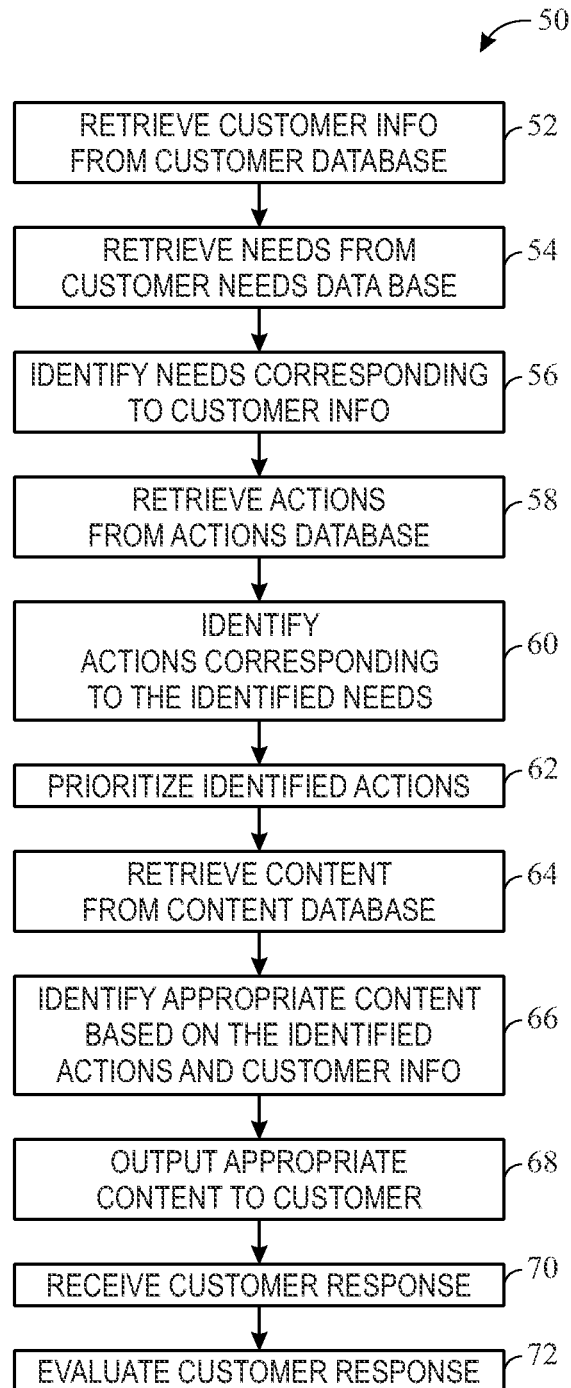 50
RETRIEVE CUSTOMER INFO
FROM CUSTOMER DATABASE
52
RETRIEVE NEEDS FROM
CUSTOMER NEEDS DATA BASE
54
IDENTIFY NEEDS CORRESPONDING
TO CUSTOMER INFO
56
RETRIEVE ACTIONS
FROM ACTIONS DATABASE
58
IDENTIFY
ACTIONS CORRESPONDING
TO THE IDENTIFIED NEEDS
60
PRIORITIZE IDENTIFIED ACTIONS
62
RETRIEVE CONTENT
FROM CONTENT DATABASE
64
IDENTIFY APPROPRIATE CONTENT
BASED ON THE IDENTIFIED
ACTIONS AND CUSTOMER INFO
66
OUTPUT APPROPRIATE
CONTENT TO CUSTOMER
68
RECEIVE CUSTOMER RESPONSE
70
EVALUATE CUSTOMER RESPONSE
72